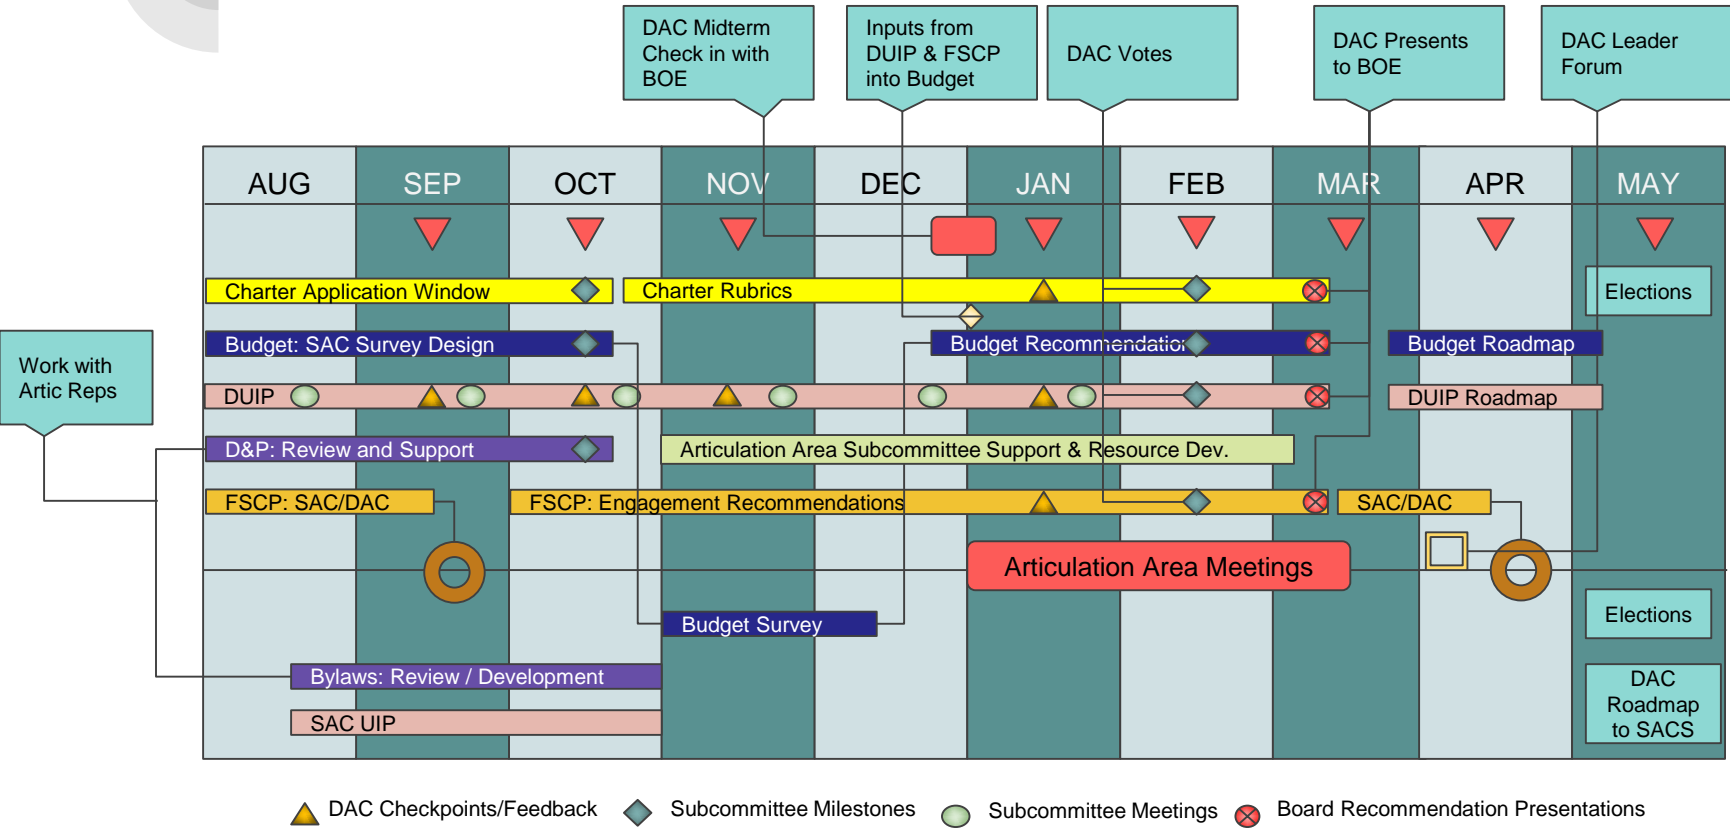 DAC Midterm
Check in with
BOE
Inputs from
DUIP & FSCP
into Budget
DAC Votes
DAC Presents
to BOE
DAC Leader
Forum
AUG
SEP
OCT
NOV
DEC
JAN
FEB
MAR
APR
MAY
Charter Application Window
Charter Rubrics
Elections
Budget: SAC Survey Design
Budget Recommendation
Budget Roadmap
Work with
Artic Reps
DUIP
DUIP Roadmap
D&P: Review and Support
Articulation Area Subcommittee Support & Resource Dev.
FSCP: SAC/DAC
FSCP: Engagement Recommendations
SAC/DAC
Articulation Area Meetings
Budget Survey
Elections
Bylaws: Review / Development
DAC
Roadmap
to SACS
SAC UIP
DAC Checkpoints/Feedback
Subcommittee Milestones
Subcommittee Meetings
Board Recommendation Presentations